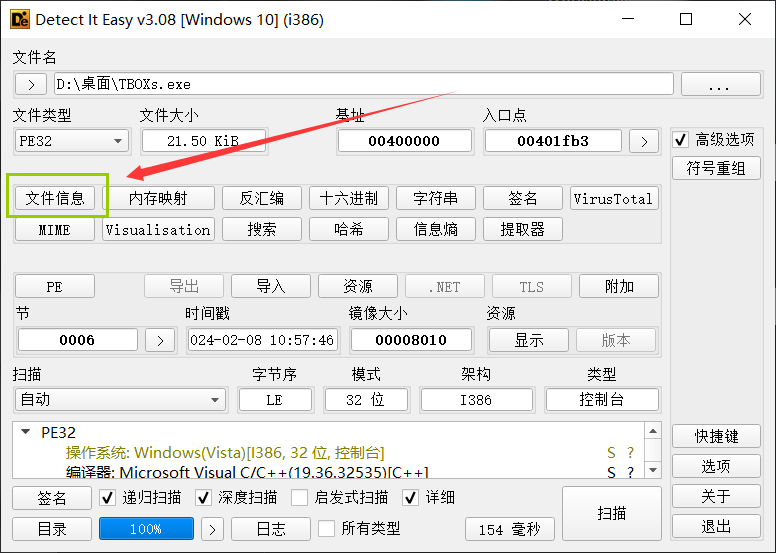 Detect It Easy v3.08 [Windows 10] (i386)
文件名
> D:\桌面\TBOXs.exe ...
文件类型 文件大小 基址 入口点
PE32 21.50 KiB 00400000 00401fb3 > 高级选项
符号重组
文件信息 内存映射 反汇编 十六进制 字符串 签名 VirusTotal
MIME Visualisation 搜索 哈希 信息熵 提取器
PE 导出 导入 资源 .NET TLS 附加
节 时间戳 镜像大小 资源
0006 > 024-02-08 10:57:46 00008010 显示 版本
扫描 字节序 模式 架构 类型
自动 LE 32 位 I386 控制台
PE32
操作系统: Windows(Vista)[I386, 32 位, 控制台] S ?
编译器: Microsoft Visual C/C++(19.36.32535)[C++] S ?
快捷键
选项
签名 递归扫描 深度扫描 启发式扫描 详细 扫描 关于
目录 100% > 日志 所有类型 154 毫秒 退出